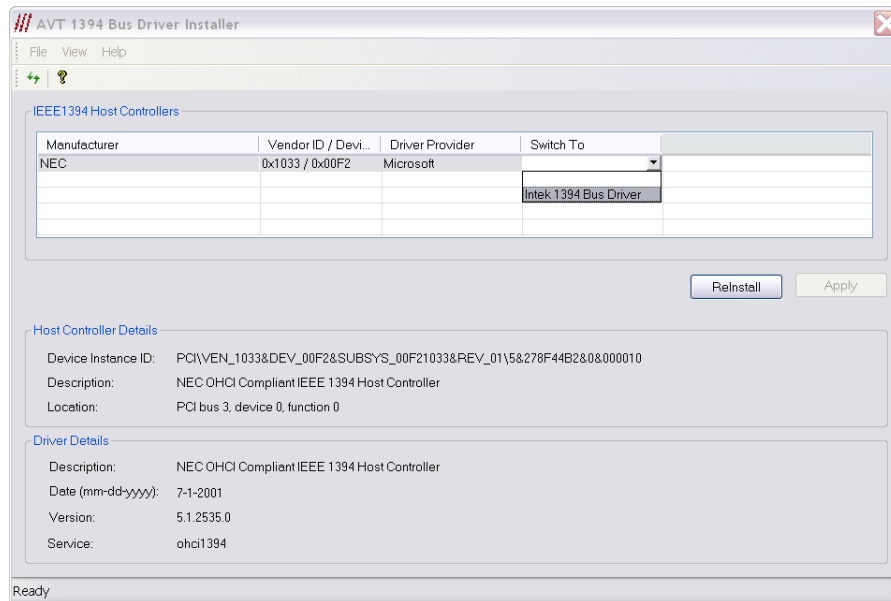 AVT 1394 Bus Driver Installer
File View Help
IEEE1394 Host Controllers
Manufacturer Vendor ID / Devi... Driver Provider Switch To
NEC 0x1033 / 0x00F2 Microsoft
Intek 1394 Bus Driver
ReInstall Apply
Host Controller Details
Device Instance ID: PCI\VEN_1033&DEV_00F2&SUBSYS_00F21033&REV_01\5&278F44B2&0&000010
Description: NEC OHCI Compliant IEEE 1394 Host Controller
Location: PCI bus 3, device 0, function 0
Driver Details
Description: NEC OHCI Compliant IEEE 1394 Host Controller
Date (mm-dd-yyyy): 7-1-2001
Version: 5.1.2535.0
Service: ohci1394
Ready